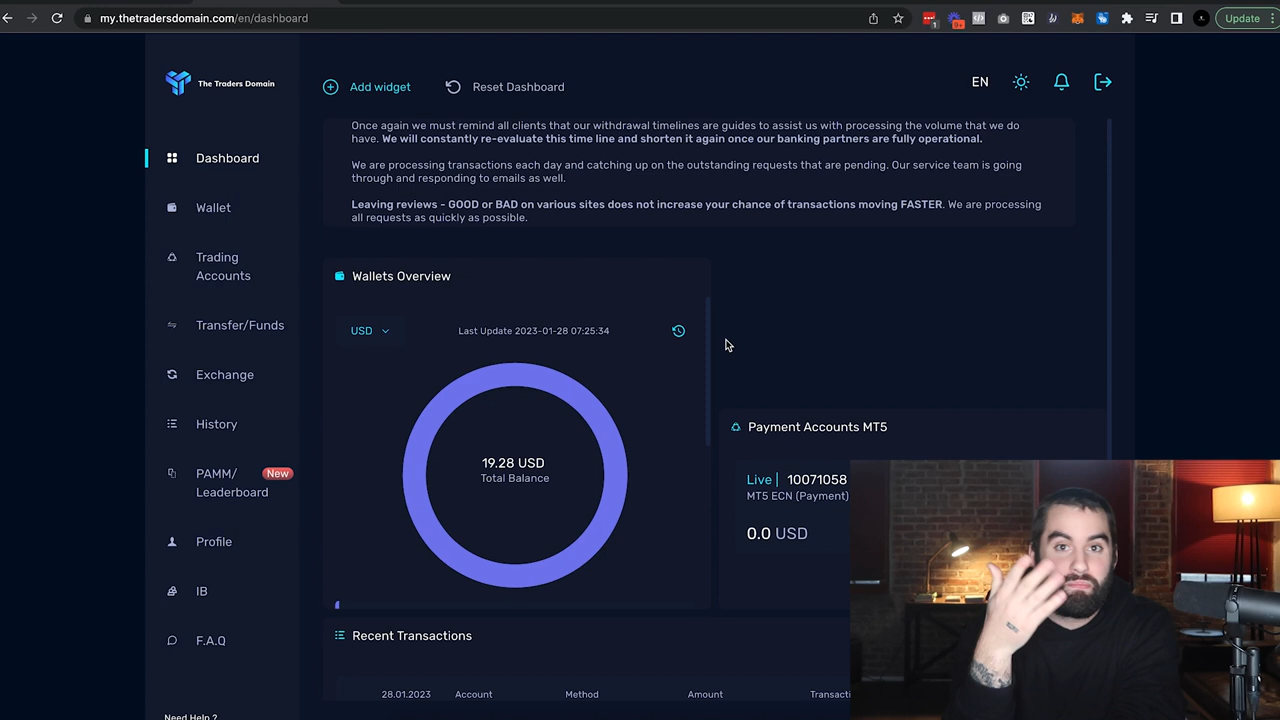 my.thetradersdomain.com/en/dashboard
1
9+
Update
The Traders Domain
Add widget
Reset Dashboard
EN
Once again we must remind all clients that our withdrawal timelines are guides to assist us with processing the volume that we do
have. We will constantly re-evaluate this time line and shorten it again once our banking partners are fully operational.
We are processing transactions each day and catching up on the outstanding requests that are pending. Our service team is going
through and responding to emails as well.
Leaving reviews - GOOD or BAD on various sites does not increase your chance of transactions moving FASTER. We are processing
all requests as quickly as possible.
Dashboard
Wallet
Trading
Accounts
Transfer/Funds
Exchange
History
PAMM/
Leaderboard
New
Profile
IB
F.A.Q
Need Help ?
Wallets Overview
USD
Last Update 2023-01-28 07:25:34
19.28 USD
Total Balance
Payment Accounts MT5
Live | 10071058
MT5 ECN (Payment)
0.0 USD
Recent Transactions
28.01.2023 Account Method Amount Transacti